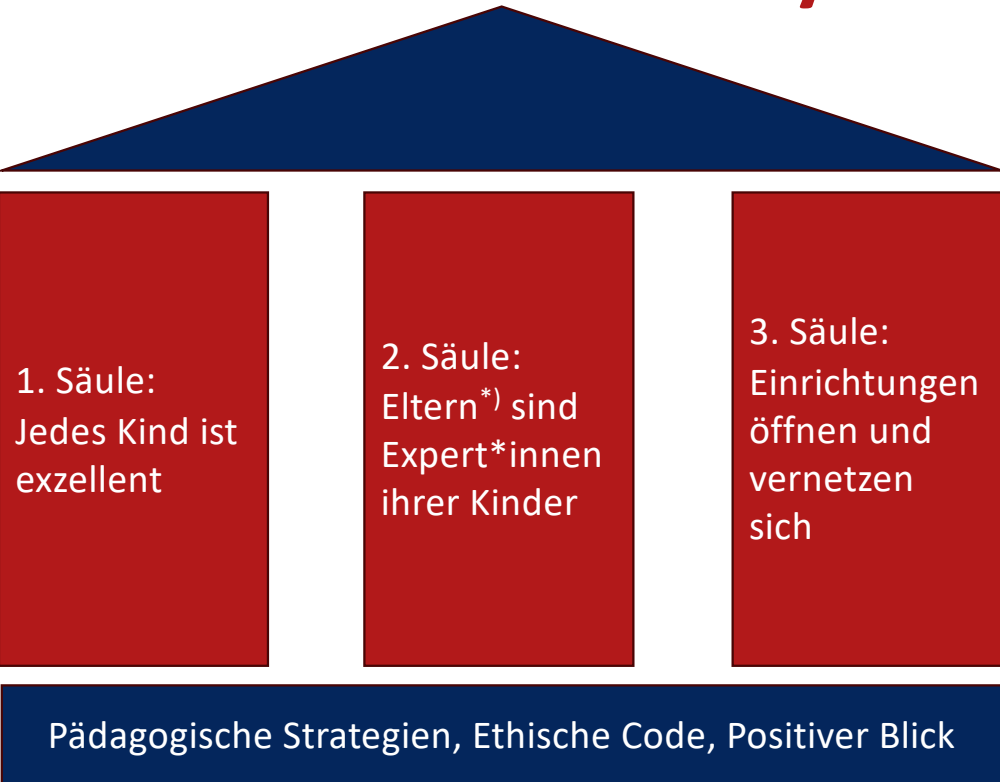 1. Säule:
Jedes Kind ist
exzellent
2. Säule:
Eltern*) sind
Expert*innen
ihrer Kinder
3. Säule:
Einrichtungen
öffnen und
vernetzen
sich
Pädagogische Strategien, Ethische Code, Positiver Blick